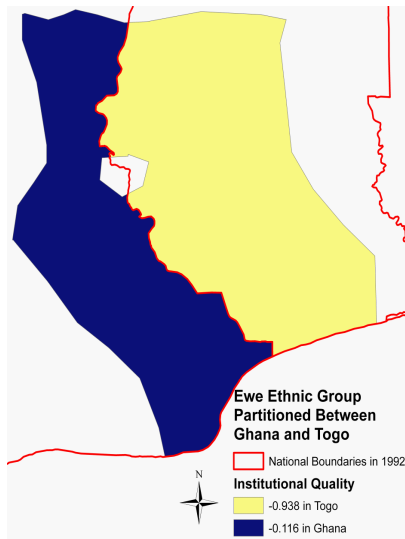 N
Ewe Ethnic Group
Partitioned Between
Ghana and Togo
National Boundaries in 1992
Institutional Quality
-0.938 in Togo
-0.116 in Ghana